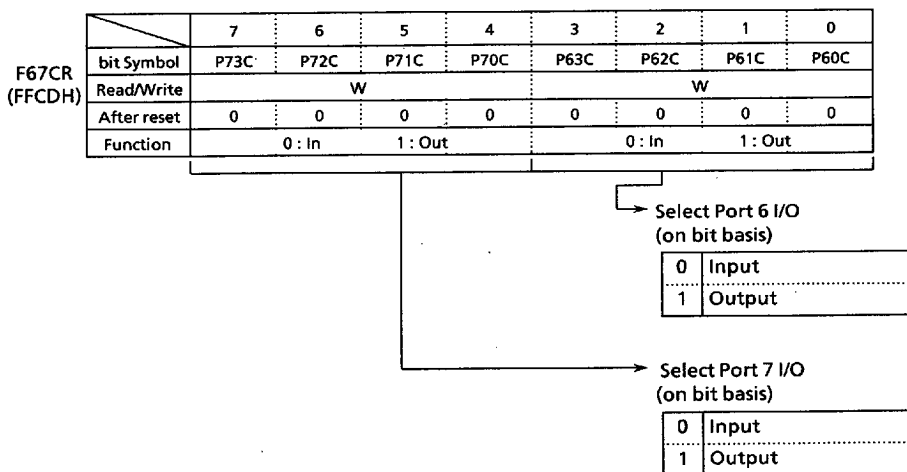 7 6 5 4 3 2 1 0
F67CR
(FFCDH)
bit Symbol P73C P72C P71C P70C P63C P62C P61C P60C
Read/Write W W
After reset 0 0 0 0 0 0 0 0
Function 0 : In 1 : Out 0 : In 1 : Out
Select Port 6 I/O
(on bit basis)
0 Input
1 Output
Select Port 7 I/O
(on bit basis)
0 Input
1 Output